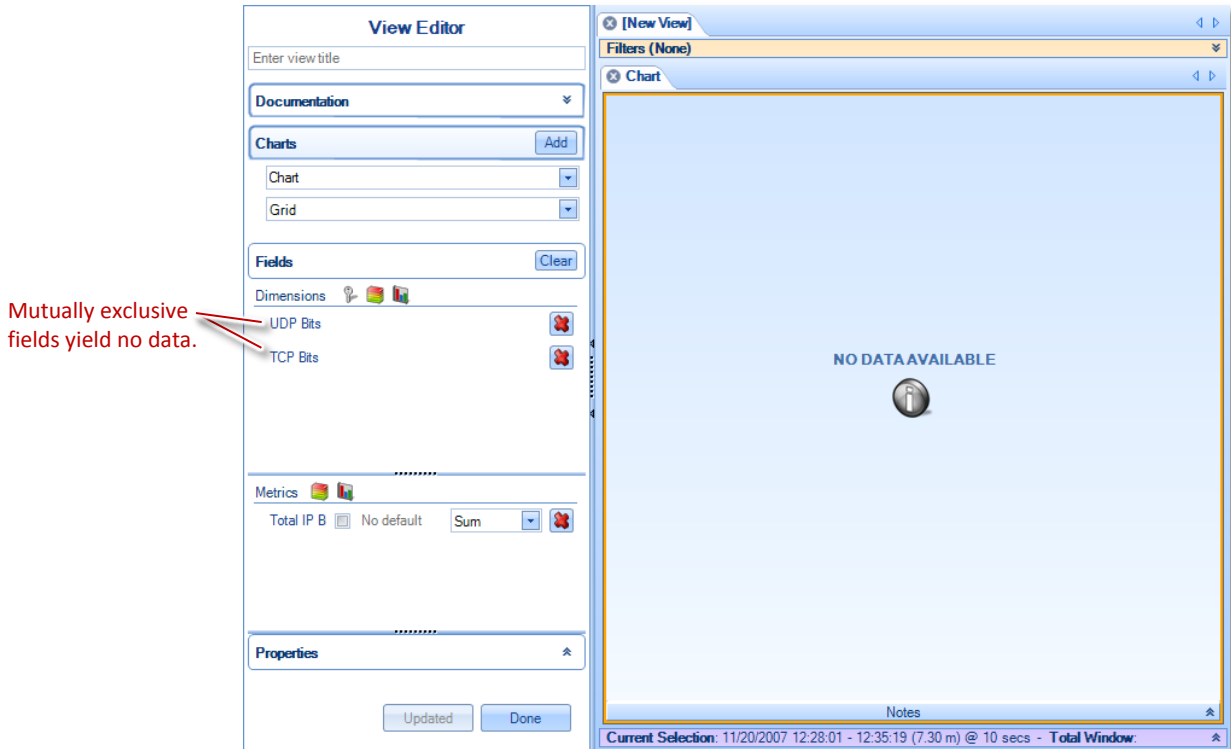 Mutually exclusive
fields yield no data.
View Editor
Enter view title
Documentation
Charts Add
Chart
Grid
Fields Clear
Dimensions
UDP Bits
TCP Bits
Metrics
Total IP B No default Sum
Properties
Updated Done
[New View]
Filters (None)
Chart
NO DATA AVAILABLE
Notes
Current Selection: 11/20/2007 12:28:01 - 12:35:19 (7.30 m) @ 10 secs - Total Window: